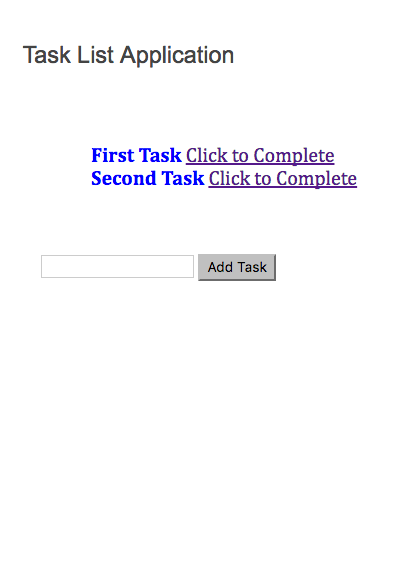 Task List Application
First Task Click to Complete
Second Task Click to Complete
Add Task